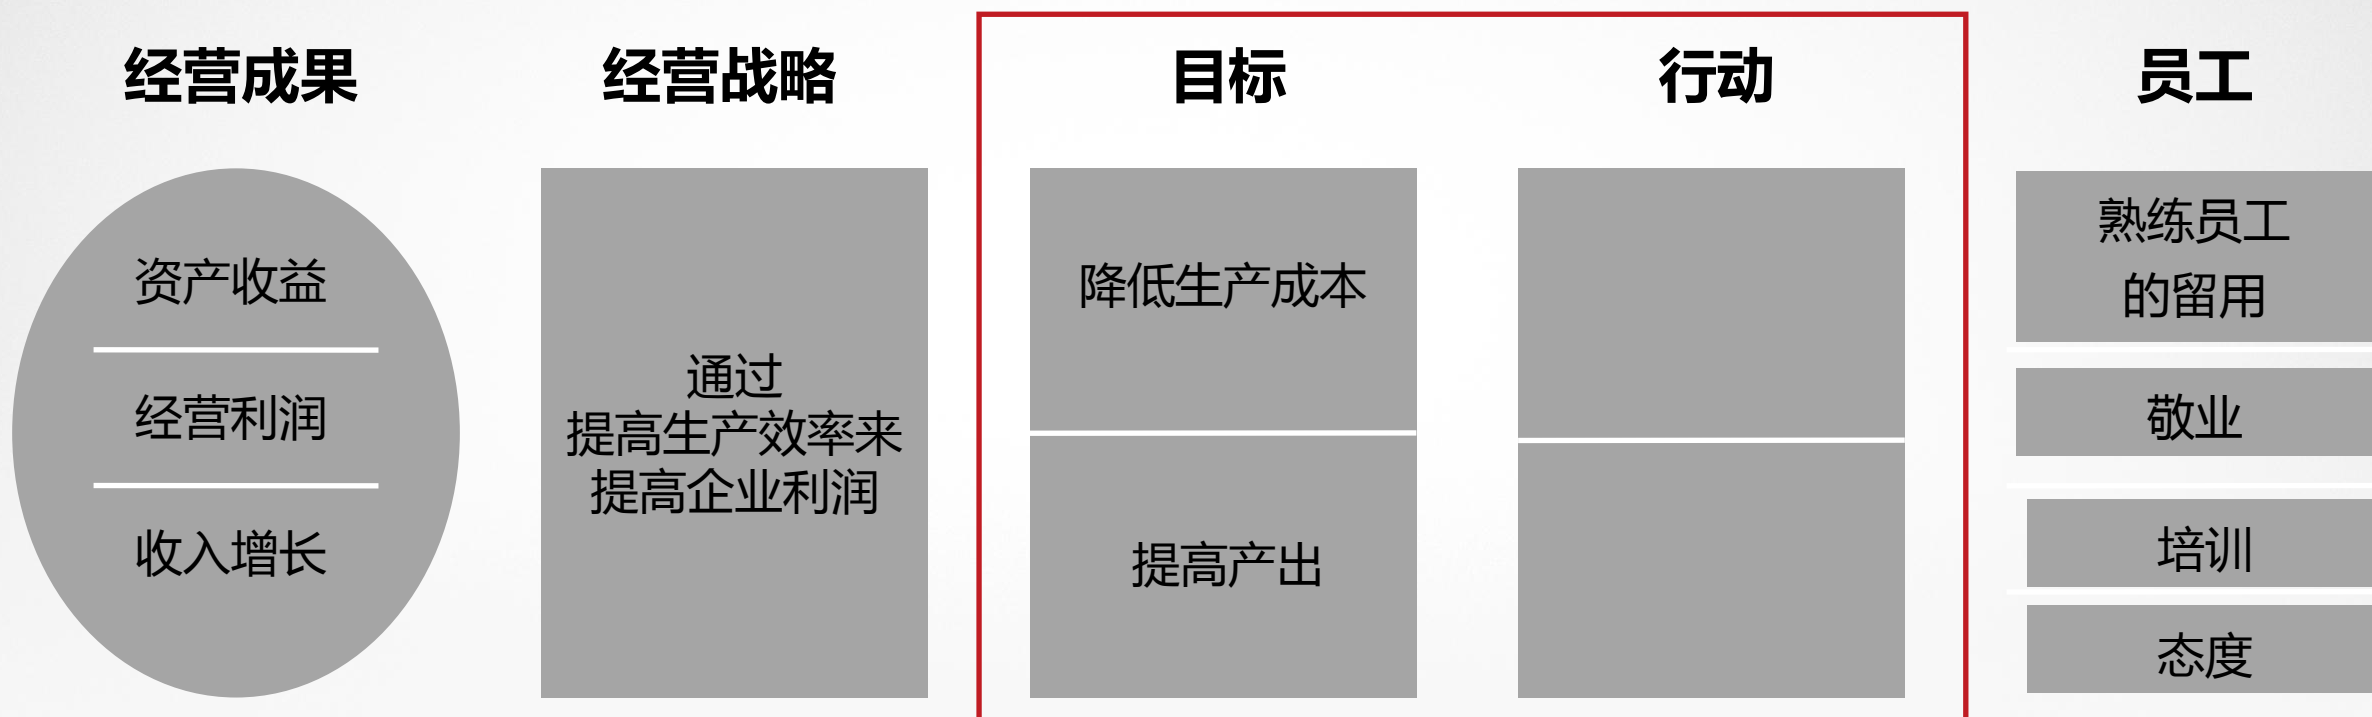 经营成果
经营战略
目标
行动
员工
资产收益
经营利润
收入增长
通过
提高生产效率来
提高企业利润
降低生产成本
提高产出
熟练员工
的留用
敬业
培训
态度